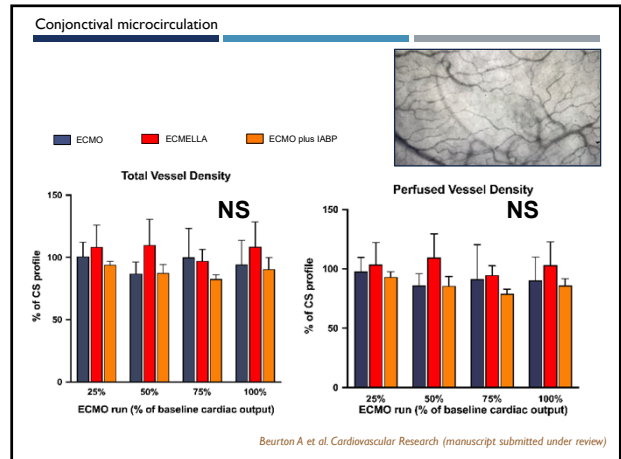 Conjonctival microcirculation
ECMO
ECMELLA
ECMO plus IABP
Total Vessel Density
NS
% of CS profile
150
100
50
0
25%
50%
75%
100%
ECMO run (% of baseline cardiac output)
Perfused Vessel Density
NS
% of CS profile
150
100
50
0
25%
50%
75%
100%
ECMO run (% of baseline cardiac output)
Beurton A et al. Cardiovascular Research (manuscript submitted under review)